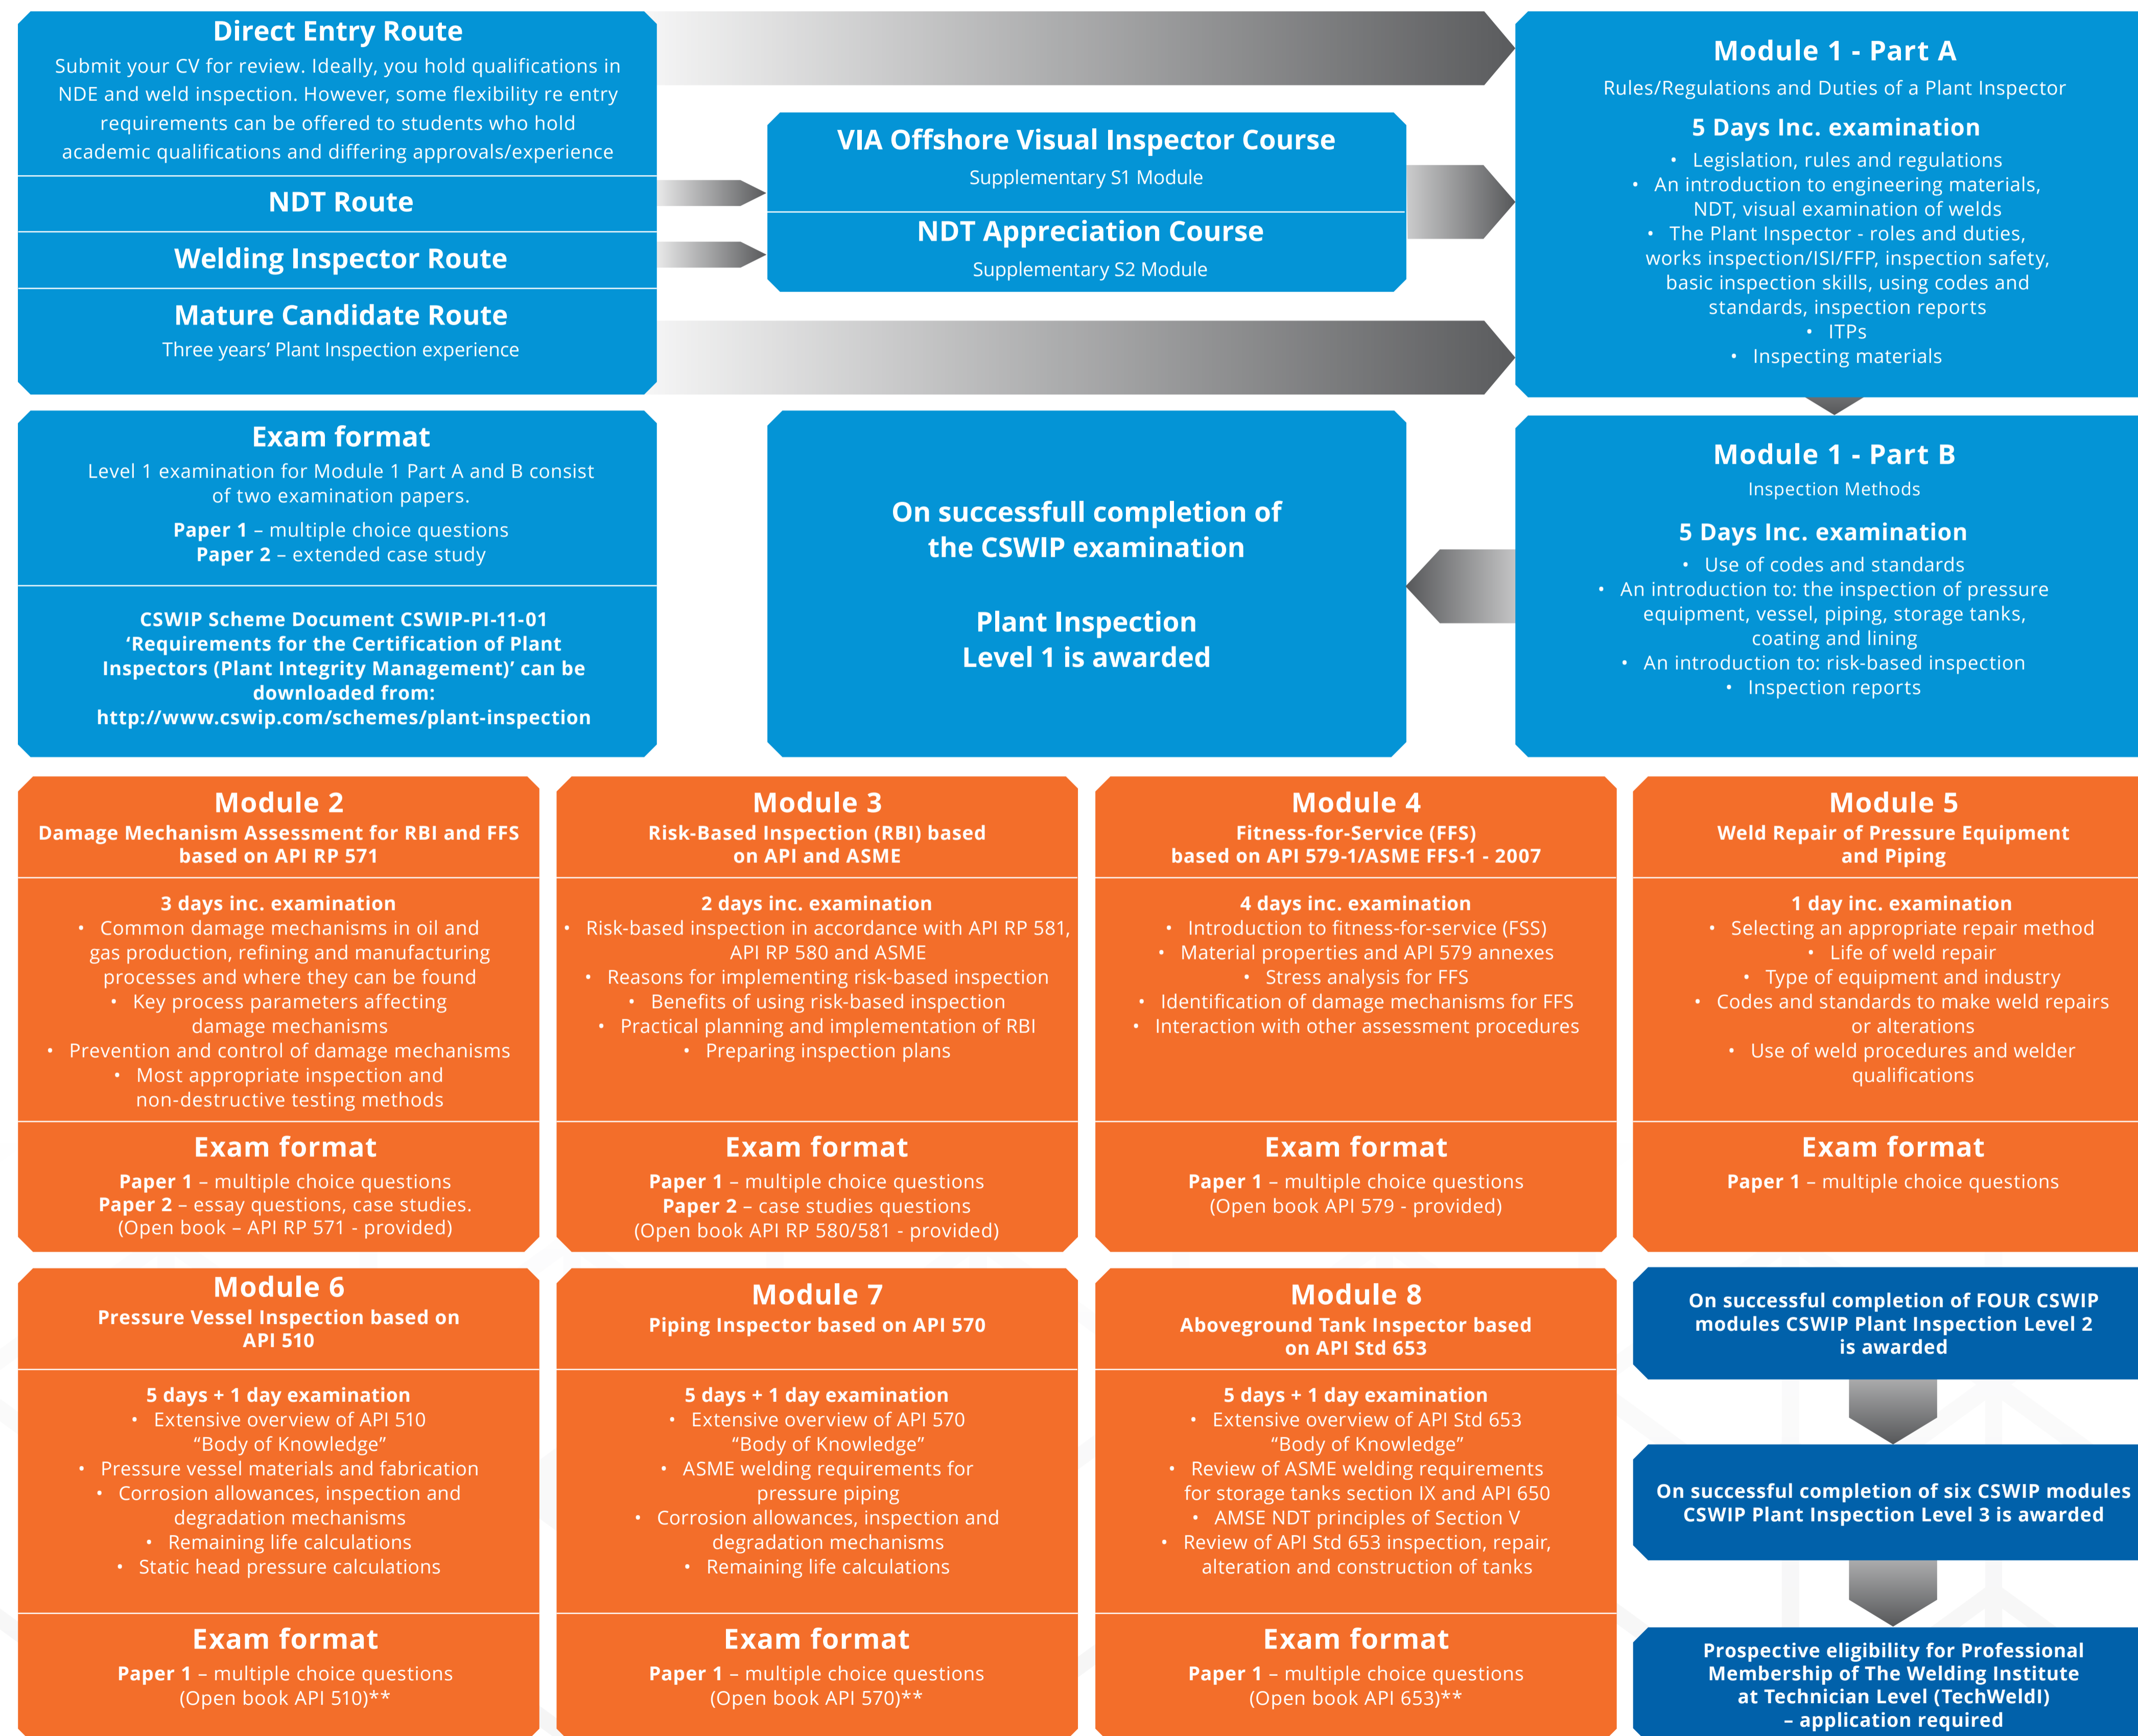 Direct Entry Route
Submit your CV for review. Ideally, you hold qualifications in
NDE and weld inspection. However, some flexibility re entry
requirements can be offered to students who hold
academic qualifications and differing approvals/experience
NDT Route
Welding Inspector Route
Mature Candidate Route
Three years’ Plant Inspection experience
VIA Offshore Visual Inspector Course
Supplementary S1 Module
NDT Appreciation Course
Supplementary S2 Module
Module 1 - Part A
Rules/Regulations and Duties of a Plant Inspector
5 Days Inc. examination
• Legislation, rules and regulations
• An introduction to engineering materials,
NDT, visual examination of welds
• The Plant Inspector - roles and duties,
works inspection/ISI/FFP, inspection safety,
basic inspection skills, using codes and
standards, inspection reports
• ITPs
• Inspecting materials
Exam format
Level 1 examination for Module 1 Part A and B consist
of two examination papers.
Paper 1 – multiple choice questions
Paper 2 – extended case study
CSWIP Scheme Document CSWIP-PI-11-01
‘Requirements for the Certification of Plant
Inspectors (Plant Integrity Management)’ can be
downloaded from:
http://www.cswip.com/schemes/plant-inspection
On successfull completion of
the CSWIP examination
Plant Inspection
Level 1 is awarded
Module 1 - Part B
Inspection Methods
5 Days Inc. examination
• Use of codes and standards
• An introduction to: the inspection of pressure
equipment, vessel, piping, storage tanks,
coating and lining
• An introduction to: risk-based inspection
• Inspection reports
Module 2
Damage Mechanism Assessment for RBI and FFS
based on API RP 571
3 days inc. examination
• Common damage mechanisms in oil and
gas production, refining and manufacturing
processes and where they can be found
• Key process parameters affecting
damage mechanisms
• Prevention and control of damage mechanisms
• Most appropriate inspection and
non-destructive testing methods
Exam format
Paper 1 – multiple choice questions
Paper 2 – essay questions, case studies.
(Open book – API RP 571 - provided)
Module 3
Risk-Based Inspection (RBI) based
on API and ASME
2 days inc. examination
• Risk-based inspection in accordance with API RP 581,
API RP 580 and ASME
• Reasons for implementing risk-based inspection
• Benefits of using risk-based inspection
• Practical planning and implementation of RBI
• Preparing inspection plans
Exam format
Paper 1 – multiple choice questions
Paper 2 – case studies questions
(Open book API RP 580/581 - provided)
Module 4
Fitness-for-Service (FFS)
based on API 579-1/ASME FFS-1 - 2007
4 days inc. examination
• Introduction to fitness-for-service (FSS)
• Material properties and API 579 annexes
• Stress analysis for FFS
• Identification of damage mechanisms for FFS
• Interaction with other assessment procedures
Exam format
Paper 1 – multiple choice questions
(Open book API 579 - provided)
Module 5
Weld Repair of Pressure Equipment
and Piping
1 day inc. examination
• Selecting an appropriate repair method
• Life of weld repair
• Type of equipment and industry
• Codes and standards to make weld repairs
or alterations
• Use of weld procedures and welder
qualifications
Exam format
Paper 1 – multiple choice questions
Module 6
Pressure Vessel Inspection based on
API 510
5 days + 1 day examination
• Extensive overview of API 510
“Body of Knowledge”
• Pressure vessel materials and fabrication
• Corrosion allowances, inspection and
degradation mechanisms
• Remaining life calculations
• Static head pressure calculations
Exam format
Paper 1 – multiple choice questions
(Open book API 510)**
Module 7
Piping Inspector based on API 570
5 days + 1 day examination
• Extensive overview of API 570
“Body of Knowledge”
• ASME welding requirements for
pressure piping
• Corrosion allowances, inspection and
degradation mechanisms
• Remaining life calculations
Exam format
Paper 1 – multiple choice questions
(Open book API 570)**
Module 8
Aboveground Tank Inspector based
on API Std 653
5 days + 1 day examination
• Extensive overview of API Std 653
“Body of Knowledge”
• Review of ASME welding requirements
for storage tanks section IX and API 650
• AMSE NDT principles of Section V
• Review of API Std 653 inspection, repair,
alteration and construction of tanks
Exam format
Paper 1 – multiple choice questions
(Open book API 653)**
On successful completion of FOUR CSWIP
modules CSWIP Plant Inspection Level 2
is awarded
On successful completion of six CSWIP modules
CSWIP Plant Inspection Level 3 is awarded
Prospective eligibility for Professional
Membership of The Welding Institute
at Technician Level (TechWeldI)
– application required